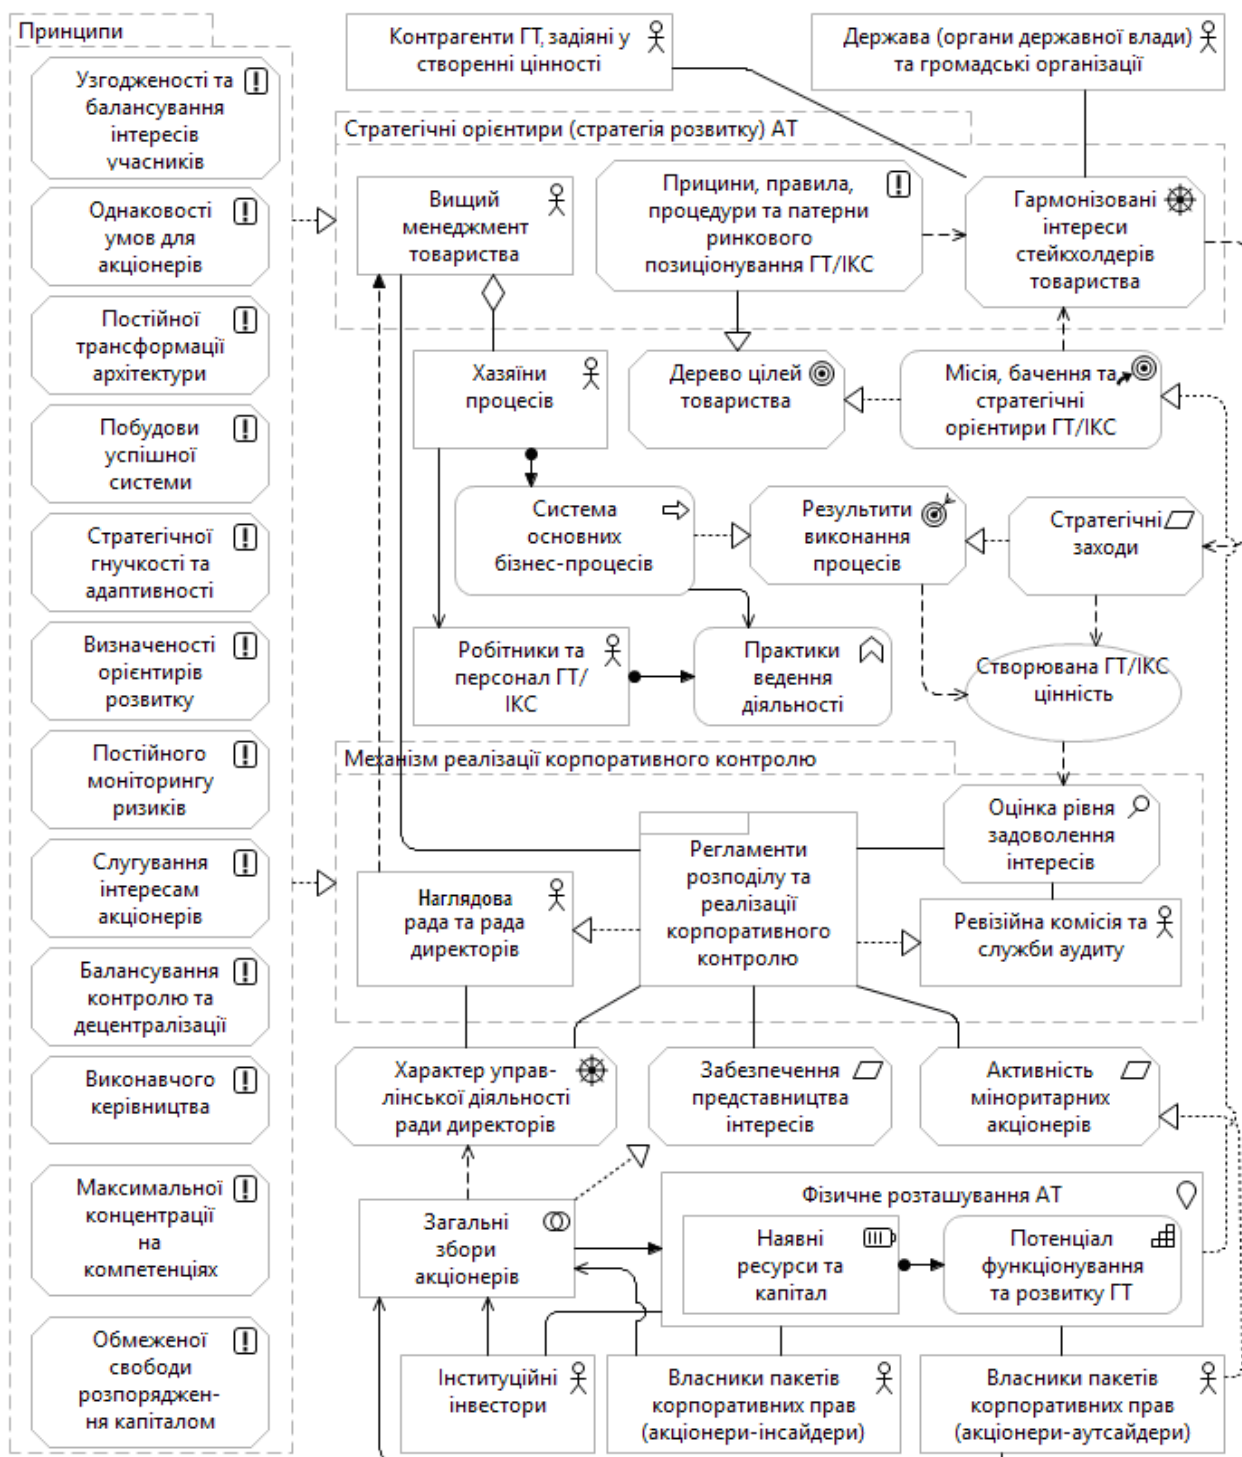 Принципи
Узгодженості та
балансування
інтересів
учасників
Однаковості
умов для
акціонерів
Постійної
трансформації
архітектури
Побудови
успішної
системи
Стратегічної
гнучкості та
адаптивності
Визначеності
орієнтирів
розвитку
Постійного
моніторингу
ризиків
Слугування
інтересам
акціонерів
Балансування
контролю та
децентралізації
Виконавчого
керівництва
Максимальної
концентрації
на
компетенціях
Обмеженої
свободи
розпоряджен-
ня капіталом
Контрагенти ГТ, задіяні у
створенні цінності
Держава (органи державної влади)
та громадські організації
Стратегічні орієнтири (стратегія розвитку) АТ
Вищий
менеджмент
товариства
Прицини, правила,
процедури та патерни
ринкового
позиціонування ГТ/ІКС
Гармонізовані
інтереси
стейкхолдерів
товариства
Хазяїни
процесів
Дерево цілей
товариства
Місія, бачення та
стратегічні
орієнтири ГТ/ІКС
Система
основних
бізнес-процесів
Результити
виконання
процесів
Стратегічні
заходи
Робітники та
персонал ГТ/
ІКС
Практики
ведення
діяльності
Створювана ГТ/ІКС
цінність
Механізм реалізації корпоративного контролю
Регламенти
розподілу та
реалізації
корпоративного
контролю
Оцінка рівня
задоволення
інтересів
Наглядова
рада та рада
директорів
Ревізійна комісія та
служби аудиту
Характер управ-
лінської діяльності
ради директорів
Забезпечення
представництва
інтересів
Активність
міноритарних
акціонерів
Загальні
збори
акціонерів
Фізичне розташування АТ
Наявні
ресурси та
капітал
Потенціал
функціонування
та розвитку ГТ
Інституційні
інвестори
Власники пакетів
корпоративних прав
(акціонери-інсайдери)
Власники пакетів
корпоративних прав
(акціонери-аутсайдери)